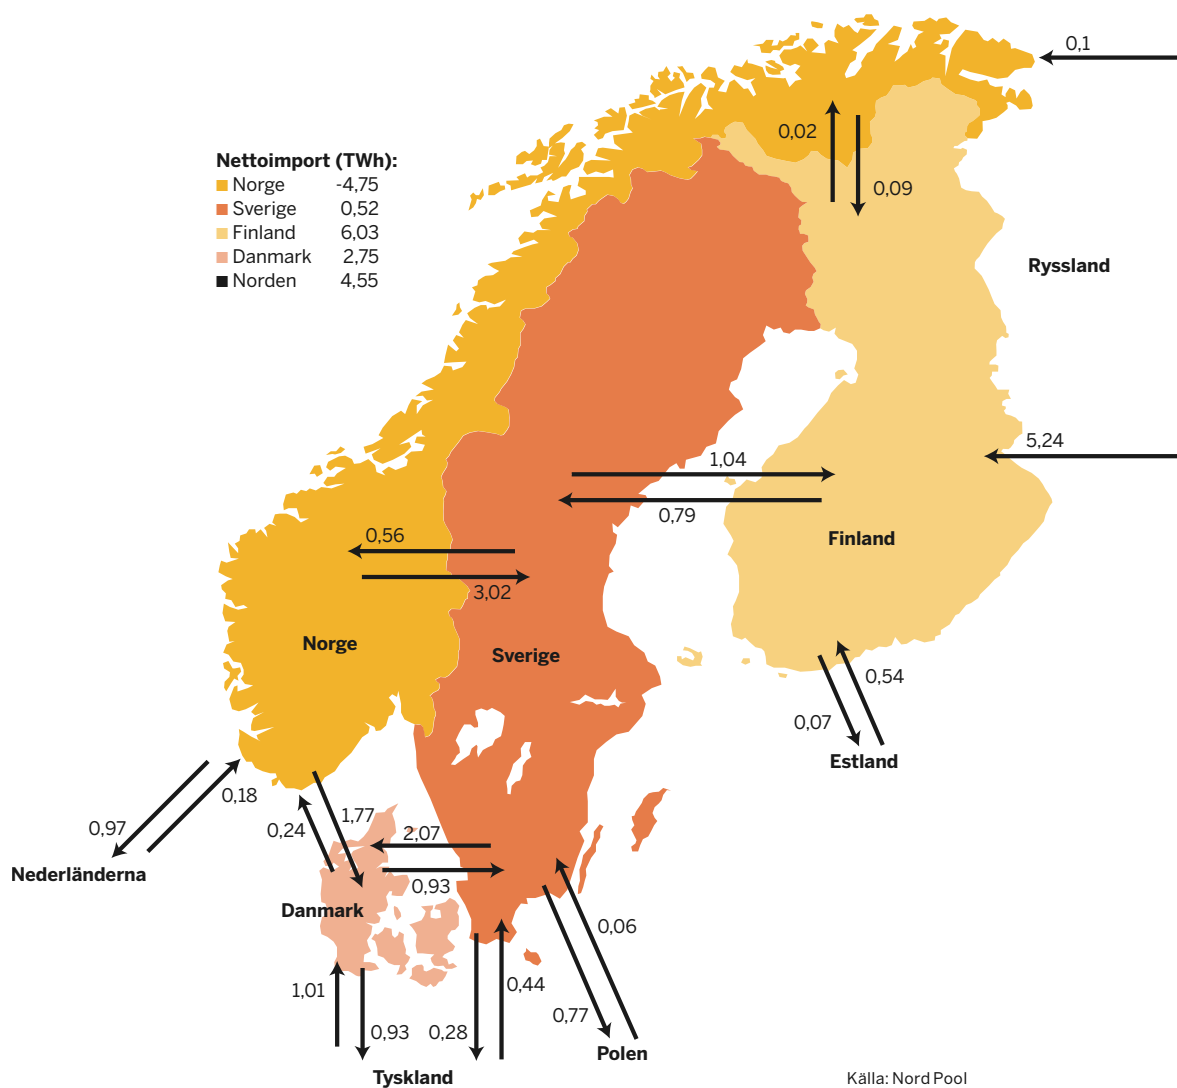 0,1
0,02
Nettoimport (TWh):
Norge -4,75
0,09
Sverige 0,52
Finland 6,03
Danmark 2,75
Ryssland
Norden 4,55
5,24
1,04
0,79
0,56
Finland
3,02
Norge
Sverige
0,54
0,07
Estland
0,18
0,97
1,77
0,24
2,07
Nederländerna
0,93
Danmark
0,06
0,44
1,01
0,77
0,93
0,28
Polen
Tyskland
Källa: Nord Pool